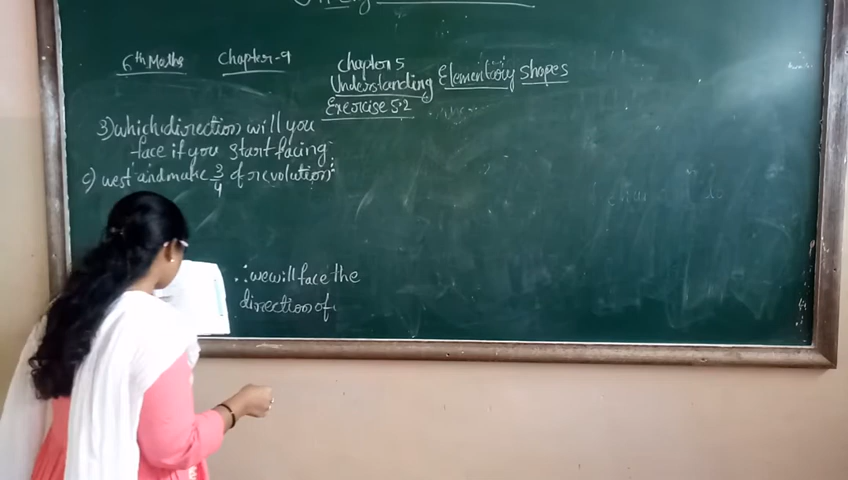 6th Maths
Chapter-9
Chapter 5
Understanding Elementary Shapes
Exercise 5.2
3) which direction will you
face if you start facing
c) west and make 3/4 of revolution:
∴ we will face the
direction of